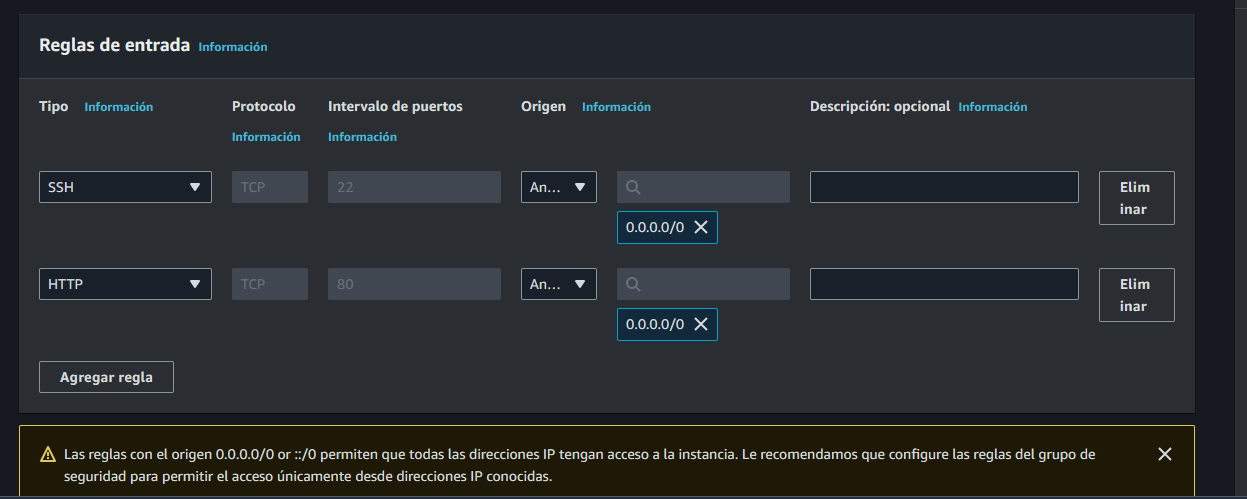 Reglas de entrada Información
Tipo Información Protocolo Intervalo de puertos Origen Información Descripción: opcional Información
Información Información
SSH TCP 22 An... Elim
inar
0.0.0.0/0
HTTP TCP 80 An... Elim
inar
0.0.0.0/0
Agregar regla
Las reglas con el origen 0.0.0.0/0 or ::/0 permiten que todas las direcciones IP tengan acceso a la instancia. Le recomendamos que configure las reglas del grupo de
seguridad para permitir el acceso únicamente desde direcciones IP conocidas.